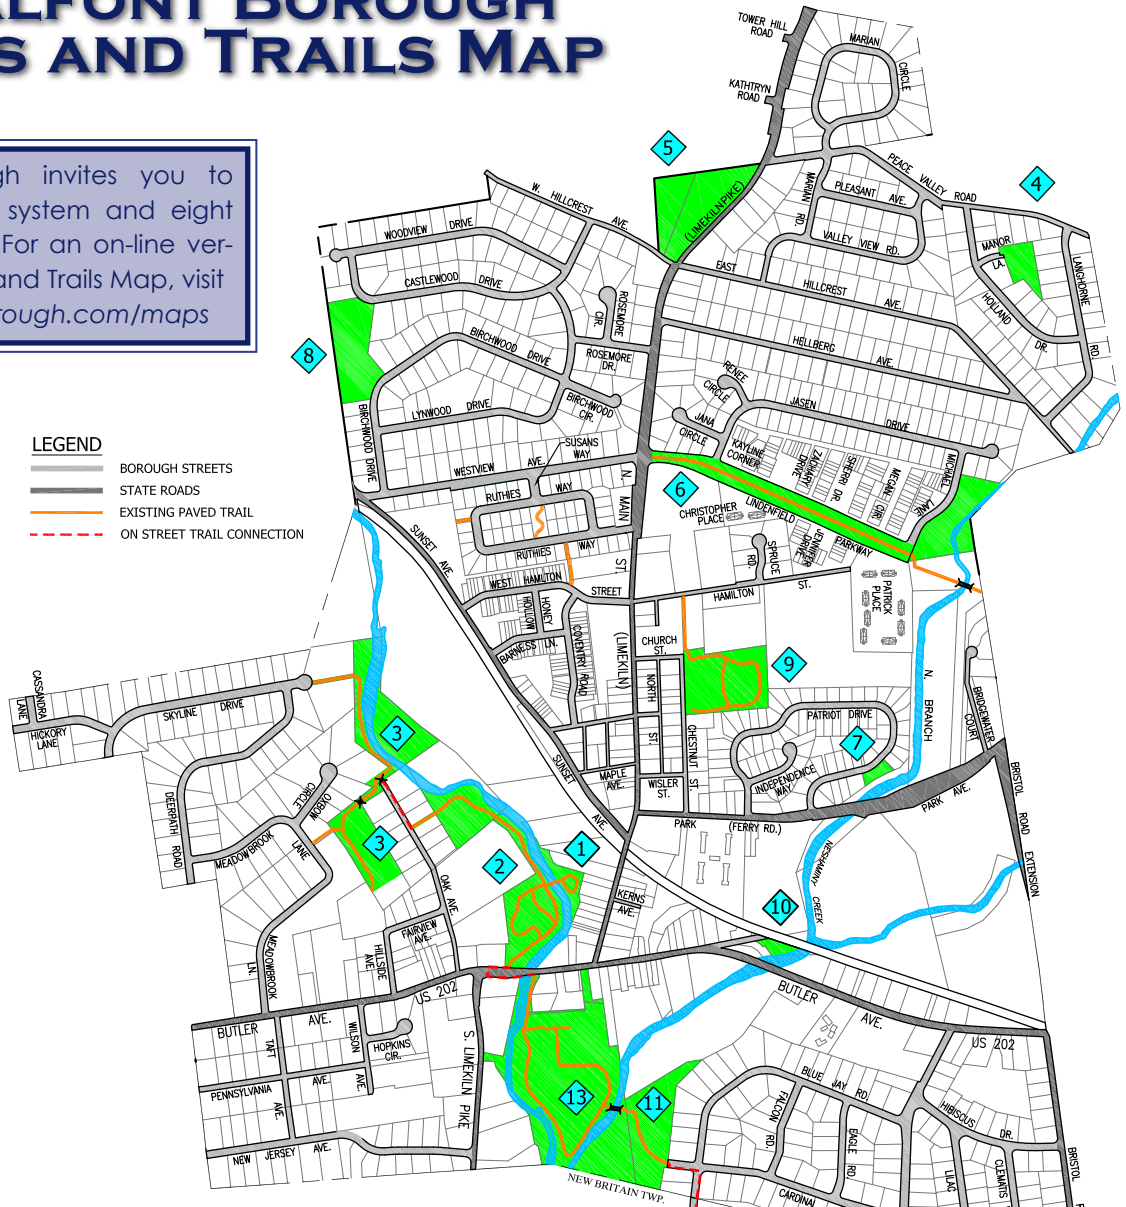 ALFONT BOROUGH
S AND TRAILS MAP
gh invites you to
system and eight
For an on-line ver-
and Trails Map, visit
rough.com/maps
LEGEND
BOROUGH STREETS
STATE ROADS
EXISTING PAVED TRAIL
ON STREET TRAIL CONNECTION
TOWER HILL
ROAD
KATHTRYN
ROAD
MARIAN
CIRCLE
5
4
PEACE VALLEY ROAD
MARIAN RD.
PLEASANT AVE.
VALLEY VIEW RD.
(LIMEKILN PIKE)
MANOR
LA.
LANGHORNE RD.
HOLLAND DR.
W. HILLCREST AVE.
EAST HILLCREST AVE.
WOODVIEW DRIVE
CASTLEWOOD DRIVE
ROSEMORE
CIR.
ROSEMORE
DR.
HELLBERG AVE.
8
BIRCHWOOD DRIVE
BIRCHWOOD
CIR.
LYNWOOD DRIVE
BIRCHWOOD DRIVE
RENEE
CIRCLE
JASEN DRIVE
JANA
CIRCLE
KAYLINE
CORNER
ZACHARY
DRIVE
SHERRI DR.
MEGAN CIR.
MICHAEL
LANE
SUSANS
WAY
WESTVIEW AVE.
RUTHIES WAY
RUTHIES WAY
N. MAIN ST.
6
CHRISTOPHER
PLACE
LINDENFIELD PARKWAY
JENNIFER
DRIVE
SPRUCE
RD.
PATRICK
PLACE
SUNSET AVE.
WEST HAMILTON STREET
HAMILTON ST.
HOLLOW
HONEY
BARNESS LN.
COVENTRY ROAD
(LIMEKILN)
CHURCH
ST.
NORTH ST.
CHESTNUT ST.
9
N. BRANCH
BRIDGEWATER
COURT
PATRIOT DRIVE
7
INDEPENDENCE
WAY
CASSANDRA
LANE
HICKORY
LANE
SKYLINE DRIVE
3
SUNSET AVE.
MAPLE
AVE.
WISLER
ST.
PARK (FERRY RD.)
PARK AVE.
BRISTOL ROAD EXTENSION
DEERPATH ROAD
OXBOW
CIRCLE
MEADOWBROOK LANE
3
2
1
OAK AVE.
KERNS
AVE.
NESHAMINY CREEK
10
FAIRVIEW
AVE.
HILLSIDE
AVE.
MEADOWBROOK
LN.
BUTLER AVE.
US 202
BUTLER AVE.
US 202
TAFT AVE.
WILSON AVE.
HOPKINS
CIR.
S. LIMEKILN PIKE
PENNSYLVANIA AVE.
NEW JERSEY AVE.
13
11
BLUE JAY RD.
FALCON
RD.
EAGLE RD.
HIBISCUS DR.
LILAC
CLEMATIS
BRISTOL
CARDINAL
NEW BRITAIN TWP.